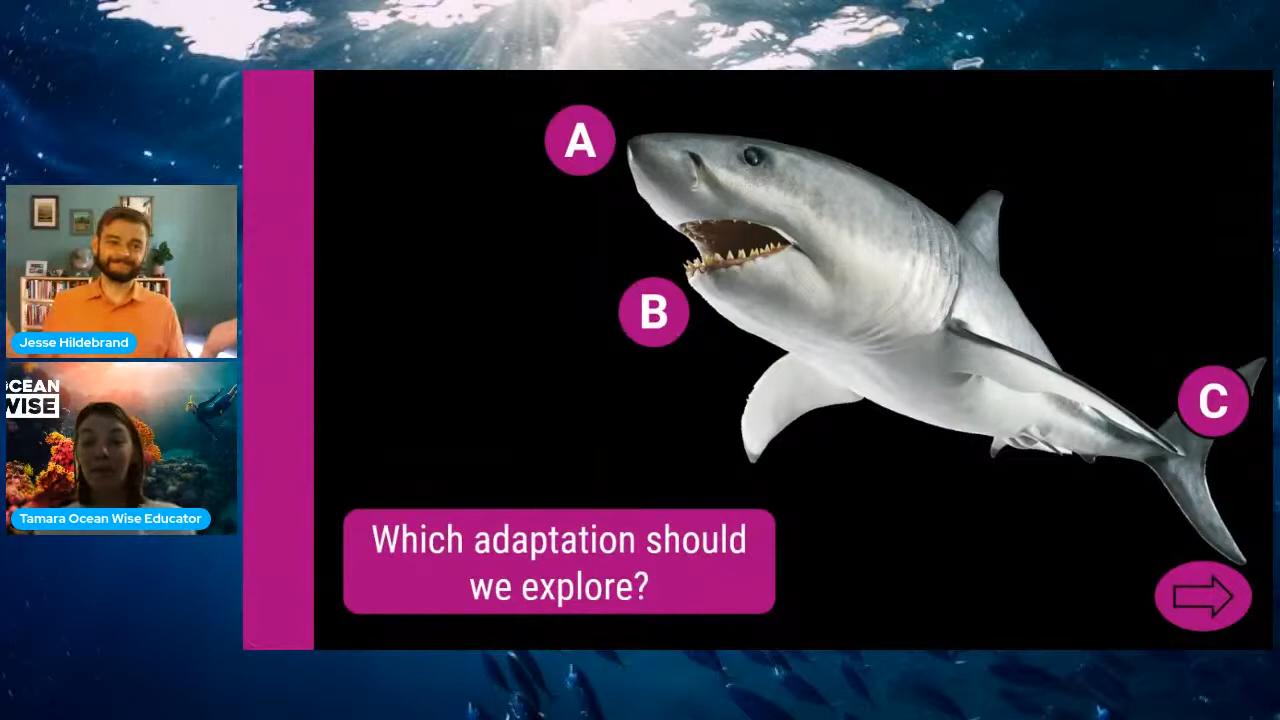 A
B
C
Jesse Hildebrand
OCEAN
WISE
Tamara Ocean Wise Educator
Which adaptation should
we explore?